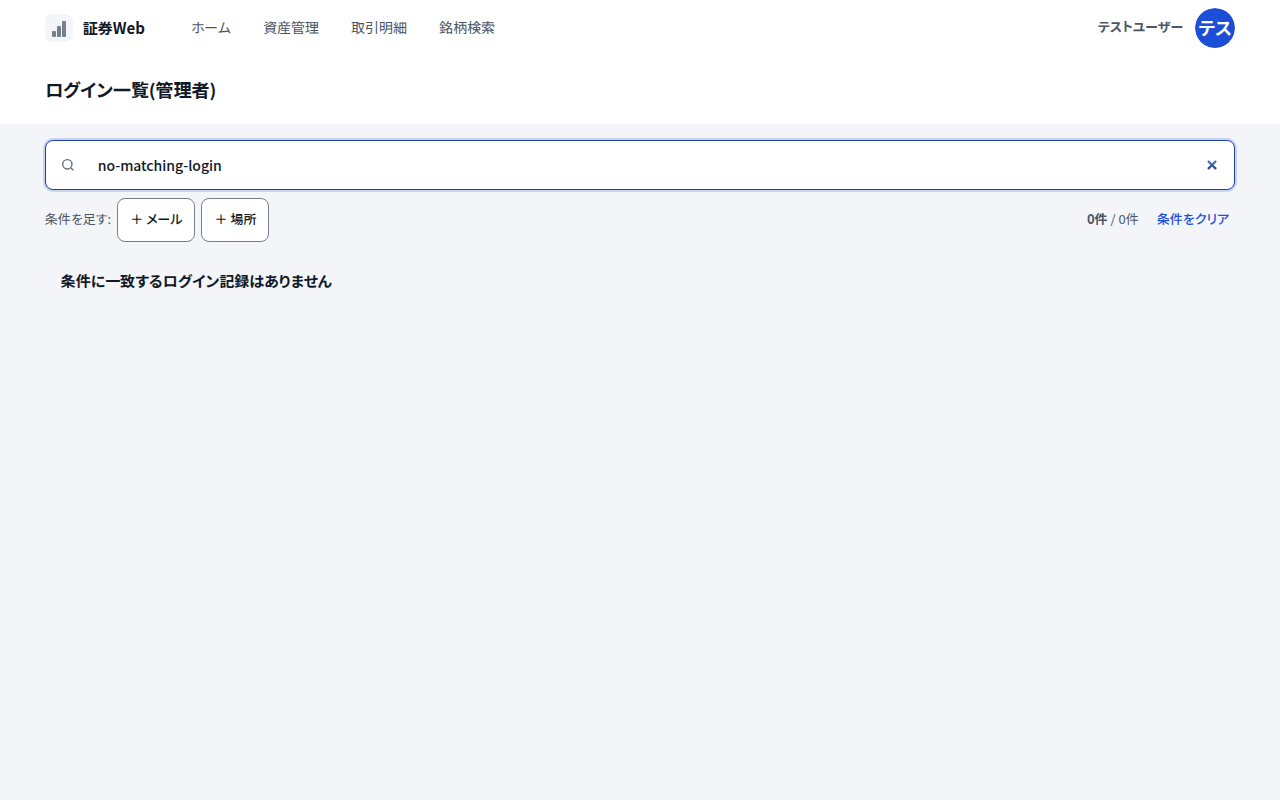 証券Web ホーム 資産管理 取引明細 銘柄検索 テストユーザー テス
ログイン一覧(管理者)
no-matching-login ×
条件を足す: ＋ メール ＋ 場所 0件 / 0件 条件をクリア
条件に一致するログイン記録はありません